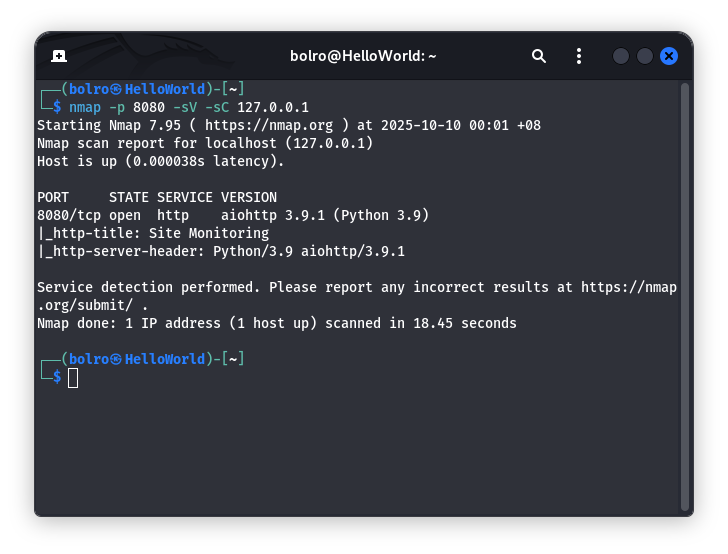 bolro@HelloWorld: ~
┌──(bolro㉿HelloWorld)-[~]
└─$ nmap -p 8080 -sV -sC 127.0.0.1
Starting Nmap 7.95 ( https://nmap.org ) at 2025-10-10 00:01 +08
Nmap scan report for localhost (127.0.0.1)
Host is up (0.000038s latency).
PORT     STATE SERVICE VERSION
8080/tcp open  http    aiohttp 3.9.1 (Python 3.9)
|_http-title: Site Monitoring
|_http-server-header: Python/3.9 aiohttp/3.9.1
Service detection performed. Please report any incorrect results at https://nmap
.org/submit/ .
Nmap done: 1 IP address (1 host up) scanned in 18.45 seconds
┌──(bolro㉿HelloWorld)-[~]
└─$